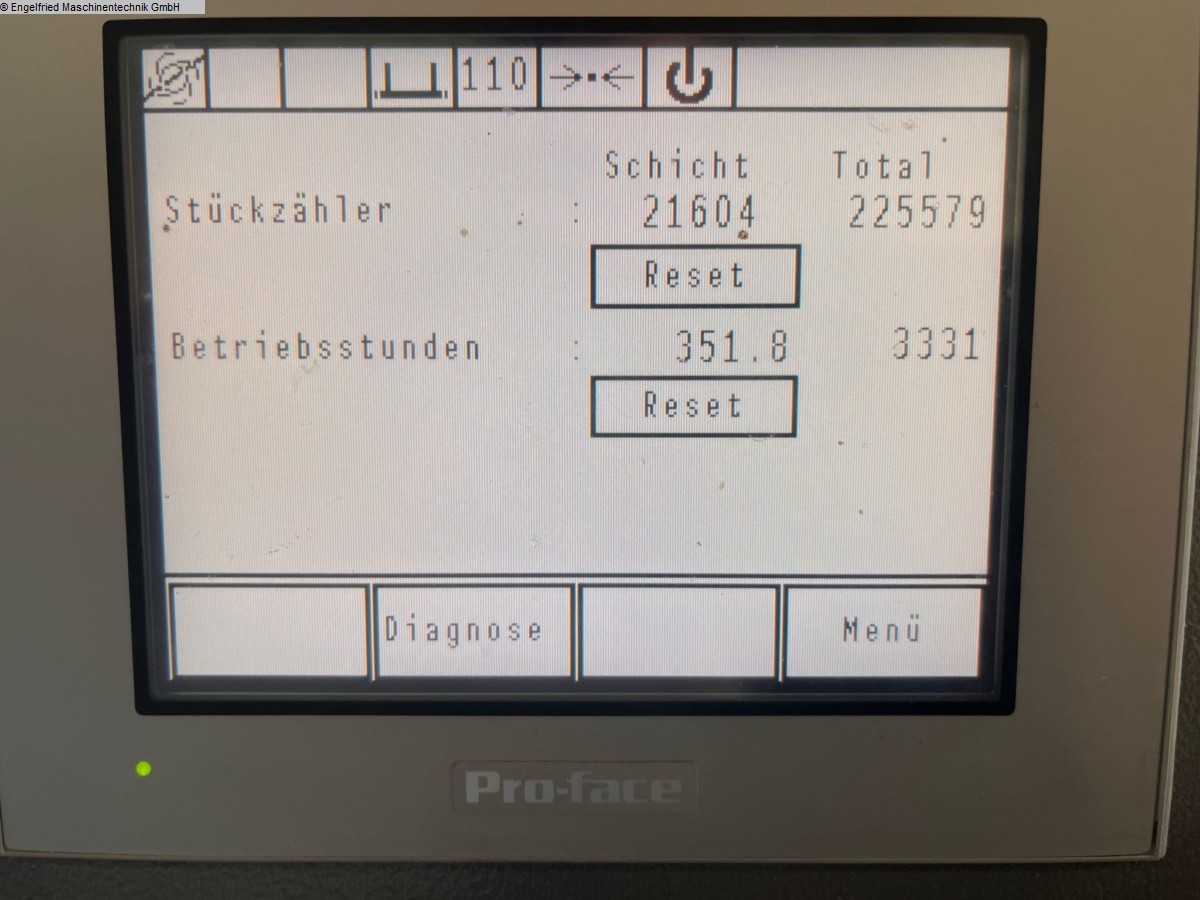 © Engelfried Maschinentechnik GmbH
110
Schicht Total
Stückzähler : 21604 225579
Reset
Betriebsstunden : 351.8 3331
Reset
Diagnose Menü
Pro-face